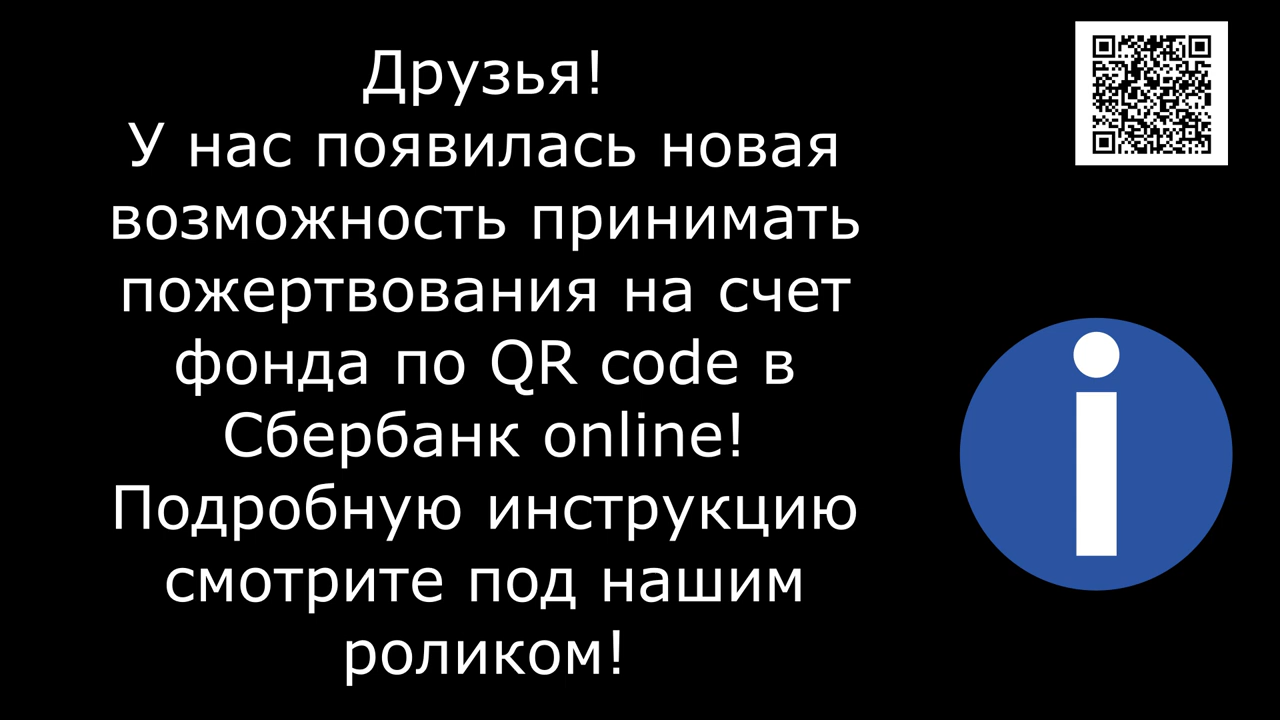 Друзья!
У нас появилась новая
возможность принимать
пожертвования на счет
фонда по QR code в
Сбербанк online!
Подробную инструкцию
смотрите под нашим
роликом!
i